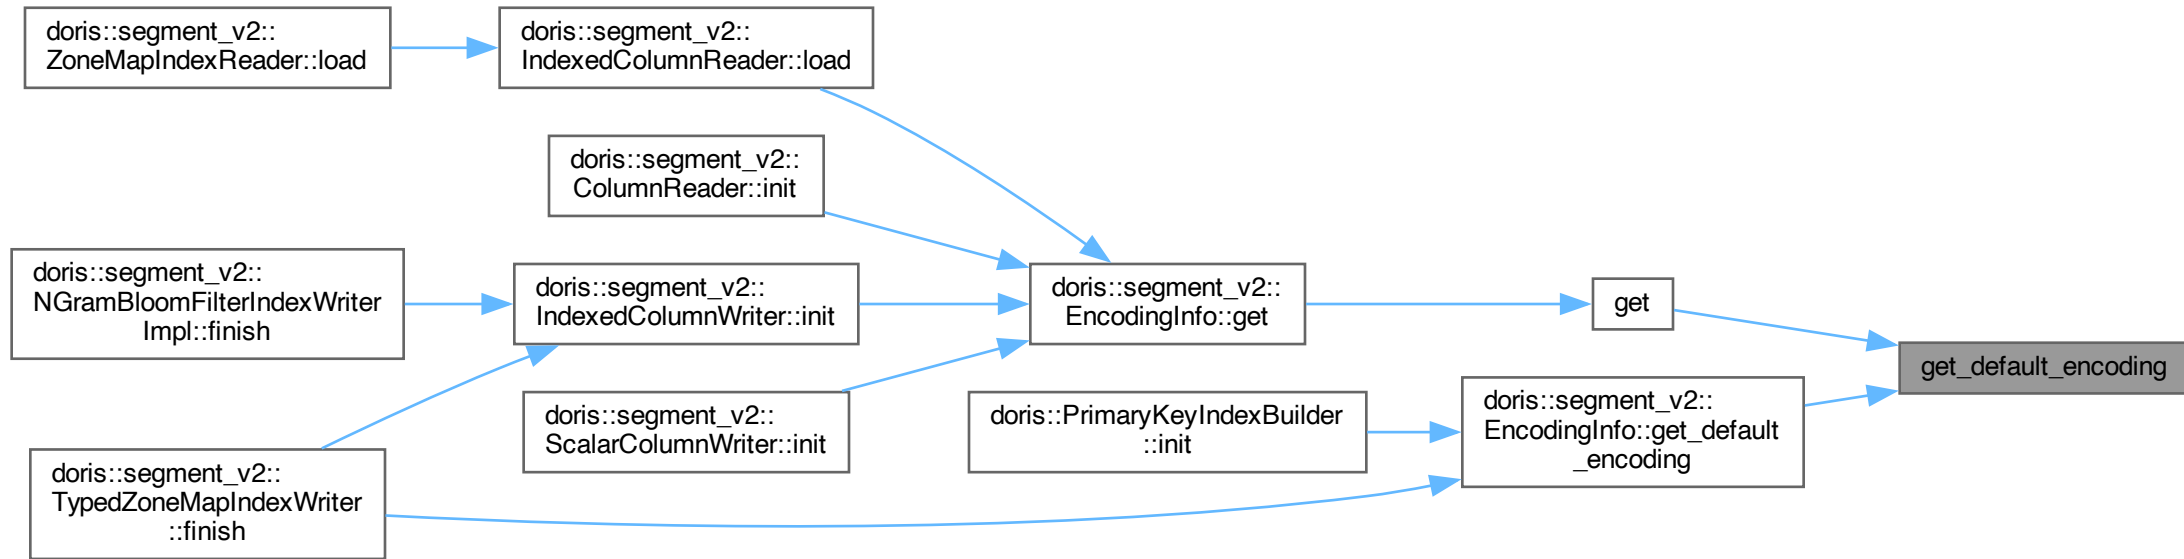 doris::segment_v2::
ZoneMapIndexReader::load
doris::segment_v2::
IndexedColumnReader::load
doris::segment_v2::
ColumnReader::init
doris::segment_v2::
NGramBloomFilterIndexWriter
Impl::finish
doris::segment_v2::
IndexedColumnWriter::init
doris::segment_v2::
EncodingInfo::get
get
get_default_encoding
doris::segment_v2::
ScalarColumnWriter::init
doris::PrimaryKeyIndexBuilder
::init
doris::segment_v2::
EncodingInfo::get_default
_encoding
doris::segment_v2::
TypedZoneMapIndexWriter
::finish